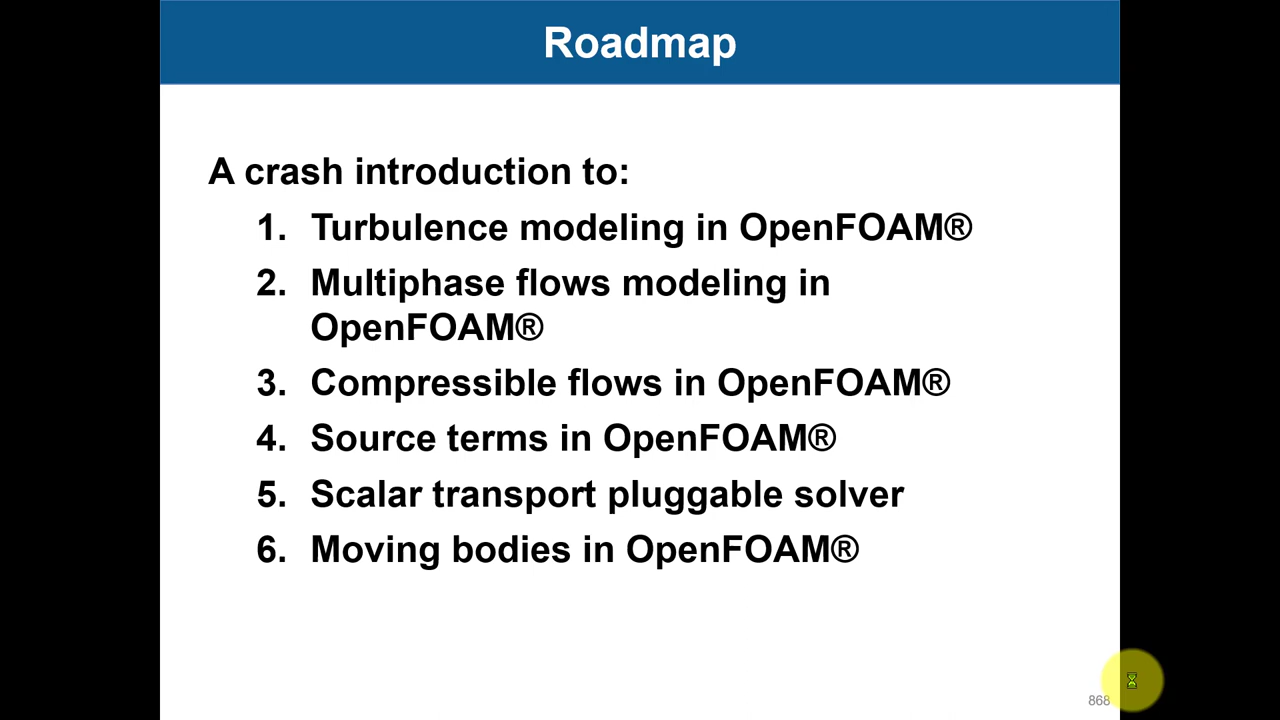 Roadmap
A crash introduction to:
1. Turbulence modeling in OpenFOAM®
2. Multiphase flows modeling in
OpenFOAM®
3. Compressible flows in OpenFOAM®
4. Source terms in OpenFOAM®
5. Scalar transport pluggable solver
6. Moving bodies in OpenFOAM®
868